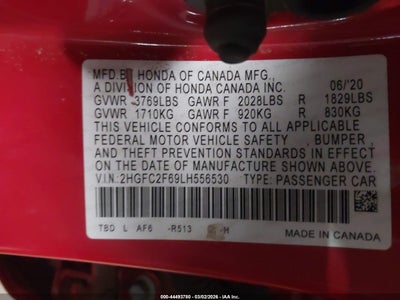 MFD.BY HONDA OF CANADA MFG.,
A DIVISION OF HONDA CANADA INC. 06/'20
GVWR 3769LBS GAWR F 2028LBS R 1829LBS
GVWR 1710KG GAWR F 920KG R 830KG
THIS VEHICLE CONFORMS TO ALL APPLICABLE
FEDERAL MOTOR VEHICLE SAFETY , BUMPER ,
AND THEFT PREVENTION STANDARDS IN EFFECT
ON THE DATE OF MANUFACTURE SHOWN ABOVE.
V.I.N: 2HGFC2F69LH556530 TYPE: PASSENGER CAR
TBD L AF6 -R513 -H
MADE IN CANADA
000 - 44493780 - 03/02/2026 - IAA Inc.